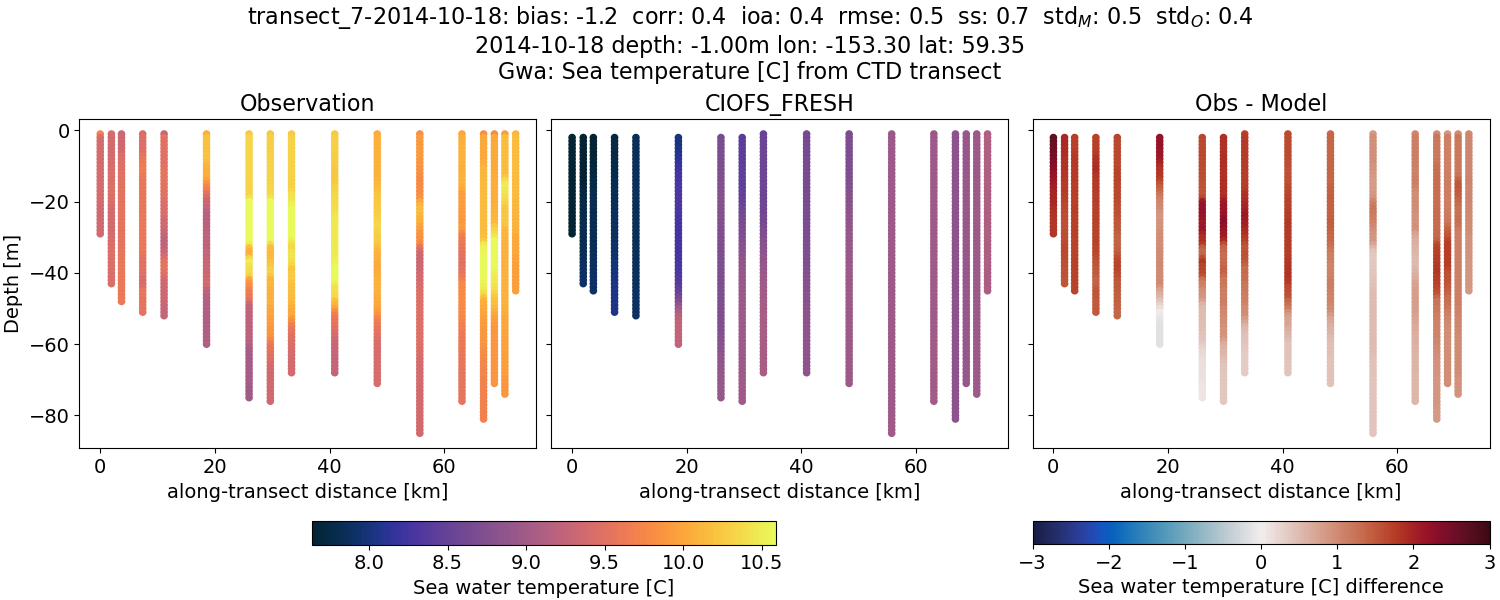 transect_7-2014-10-18: bias: -1.2 corr: 0.4 ioa: 0.4 rmse: 0.5 ss: 0.7 std_M: 0.5 std_O: 0.4
2014-10-18 depth: -1.00m lon: -153.30 lat: 59.35
Gwa: Sea temperature [C] from CTD transect
Observation CIOFS_FRESH Obs - Model
0
−20
−40
−60
−80
Depth [m]
0 20 40 60 0 20 40 60 0 20 40 60
along-transect distance [km] along-transect distance [km] along-transect distance [km]
8.0 8.5 9.0 9.5 10.0 10.5 −3 −2 −1 0 1 2 3
Sea water temperature [C] Sea water temperature [C] difference